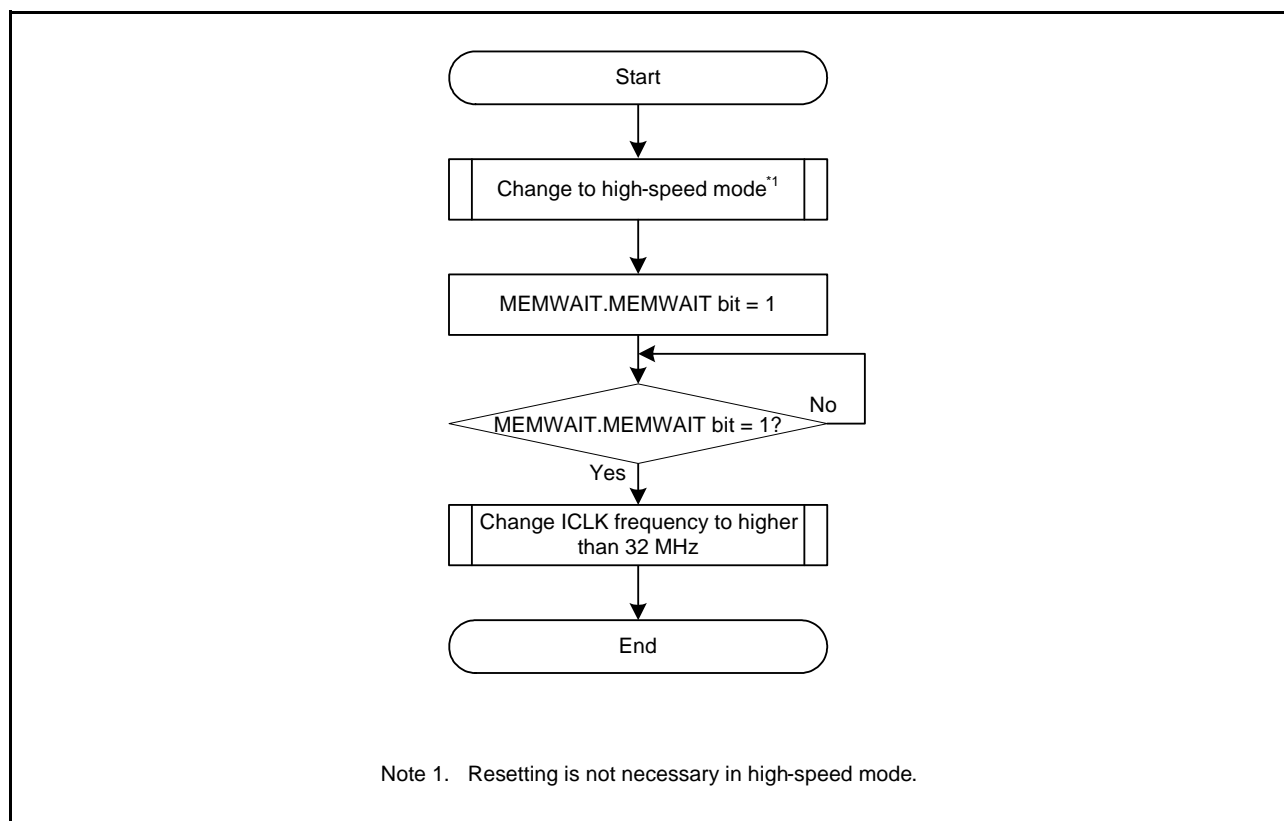 Start
Change to high-speed mode*1
MEMWAIT.MEMWAIT bit = 1
MEMWAIT.MEMWAIT bit = 1?
No
Yes
Change ICLK frequency to higher
than 32 MHz
End
Note 1. Resetting is not necessary in high-speed mode.